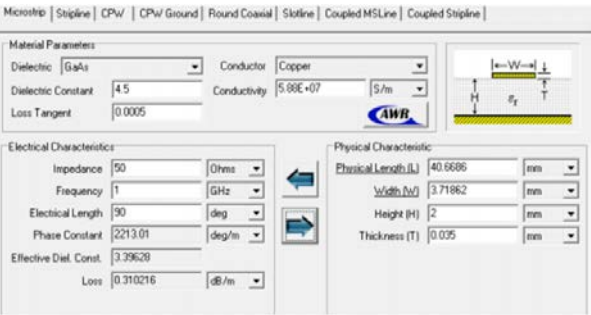 Microstrip | Stripline | CPW | CPW Ground | Round Coaxial | Slotline | Coupled MSLine | Coupled Stripline |
Material Parameters
Dielectric GaAs Conductor Copper
Dielectric Constant 4.5 Conductivity 5.88E+07 S/m
Loss Tangent 0.0005 AWR
W H εr T
Electrical Characteristics Physical Characteristic
Impedance 50 Ohms Physical Length (L) 40.6686 mm
Frequency 1 GHz Width (W) 3.71862 mm
Electrical Length 90 deg Height (H) 2 mm
Phase Constant 2213.01 deg/m Thickness (T) 0.035 mm
Effective Diel. Const. 3.39628
Loss 0.310216 dB/m